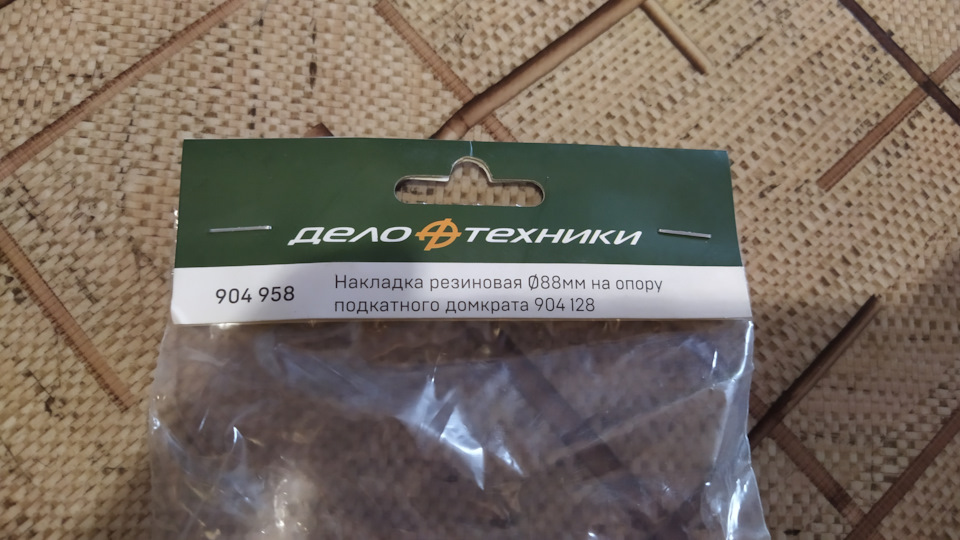 ДЕЛО ТЕХНИКИ
904 958
Накладка резиновая Ø88мм на опору
подкатного домкрата 904 128